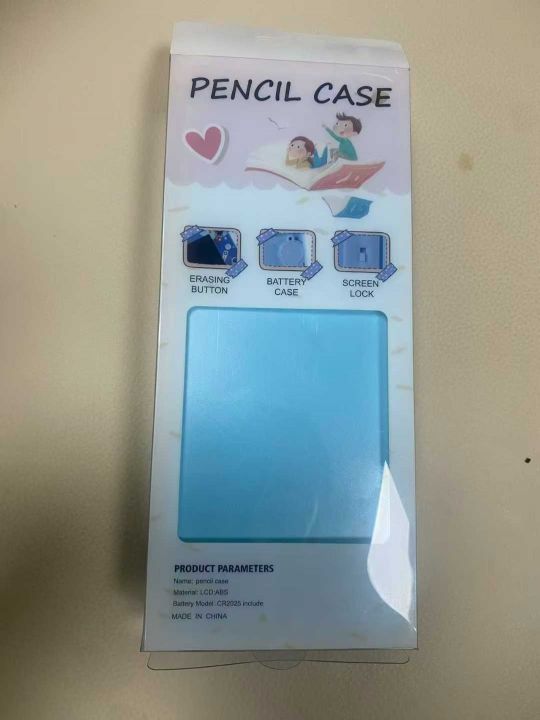 PENCIL CASE
ERASING BUTTON
BATTERY CASE
SCREEN LOCK
PRODUCT PARAMETERS
Name: pencil case
Material: LCD;ABS
Battery Model: CR2025 include
MADE IN CHINA